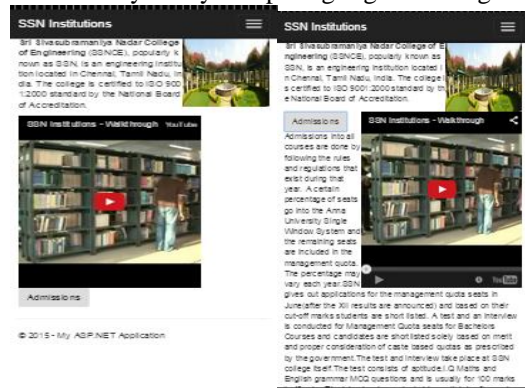 SSN Institutions
Sri Sivasubramaniya Nadar College
of Engineering (SSNCE), popularly k
nown as SSN, is an engineering institu
tion located in Chennai, Tamil Nadu, In
dia. The college is certified to ISO 900
1:2000 standard by the National Board
of Accreditation.
SSN Institutions - Walkthrough YouTube
Admissions
© 2015 - My ASP.NET Application
SSN Institutions
Sri Sivasubramaniya Nadar College of E
ngineering (SSNCE), popularly known as
SSN, is an engineering institution located i
n Chennai, Tamil Nadu, India. The college i
s certified to ISO 9001:2000 standard by th
e National Board of Accreditation.
Admissions
SSN Institutions - Walkthrough
YouTube
Admissions into all
courses are done by
following the rules
and regulations that
exist during that
year. A certain
percentage of seats
go into the Anna
University Single
Window System and
the remaining seats
are included in the
management quota.
The percentage may
vary each year.SSN
gives out applications for the management quota seats in
June(after the XII results are announced) and based on their
cut-off marks students are short listed. A test and an interview
is conducted for Management Quota seats for Bachelors
Courses and candidates are short listed solely based on merit
and proper consideration of caste based quotas as prescribed
by the government.The test and interview take place at SSN
college itself.The test consists of aptitude,I.Q Maths and
English grammar MCQ questions and is usually for 100 marks